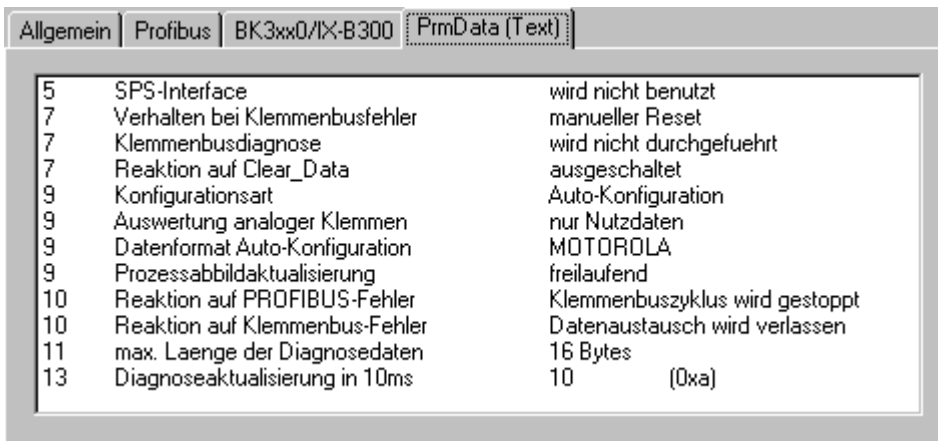 Allgemein Profibus BK3xx0/IX-B300 PrmData (Text)
5 SPS-Interface wird nicht benutzt
7 Verhalten bei Klemmenbusfehler manueller Reset
7 Klemmenbusdiagnose wird nicht durchgefuehrt
7 Reaktion auf Clear_Data ausgeschaltet
9 Konfigurationsart Auto-Konfiguration
9 Auswertung analoger Klemmen nur Nutzdaten
9 Datenformat Auto-Konfiguration MOTOROLA
9 Prozessabbildaktualisierung freilaufend
10 Reaktion auf PROFIBUS-Fehler Klemmenbuszyklus wird gestoppt
10 Reaktion auf Klemmenbus-Fehler Datenaustausch wird verlassen
11 max. Laenge der Diagnosedaten 16 Bytes
13 Diagnoseaktualisierung in 10ms 10 (0xa)